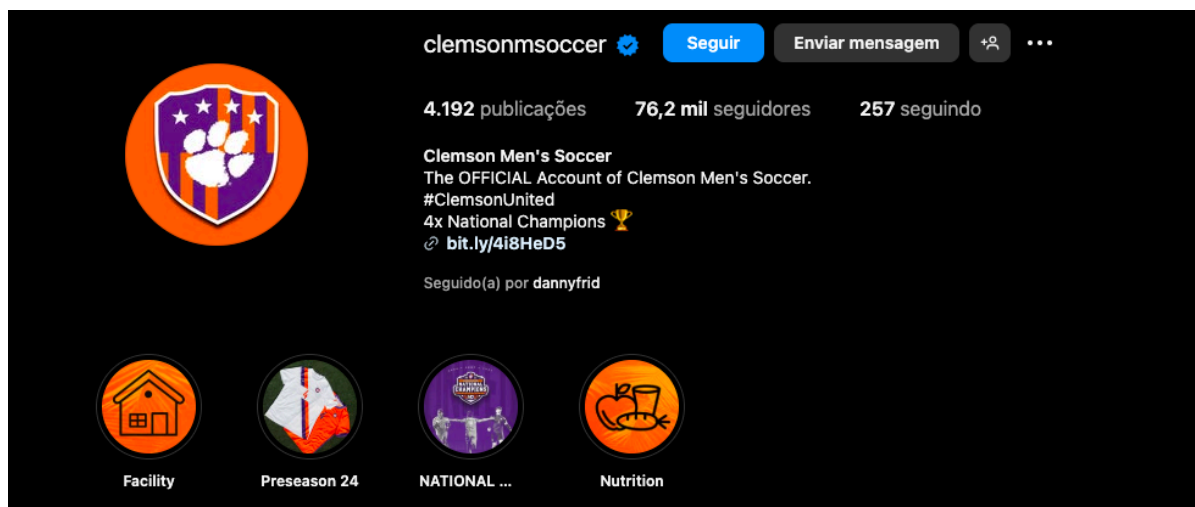 clemsonmsoccer
Seguir
Enviar mensagem
4.192 publicações
76,2 mil seguidores
257 seguindo
Clemson Men's Soccer
The OFFICIAL Account of Clemson Men's Soccer.
#ClemsonUnited
4x National Champions 🏆
bit.ly/4i8HeD5
Seguido(a) por dannyfrid
NATIONAL
CHAMPIONS
Facility
Preseason 24
NATIONAL ...
Nutrition